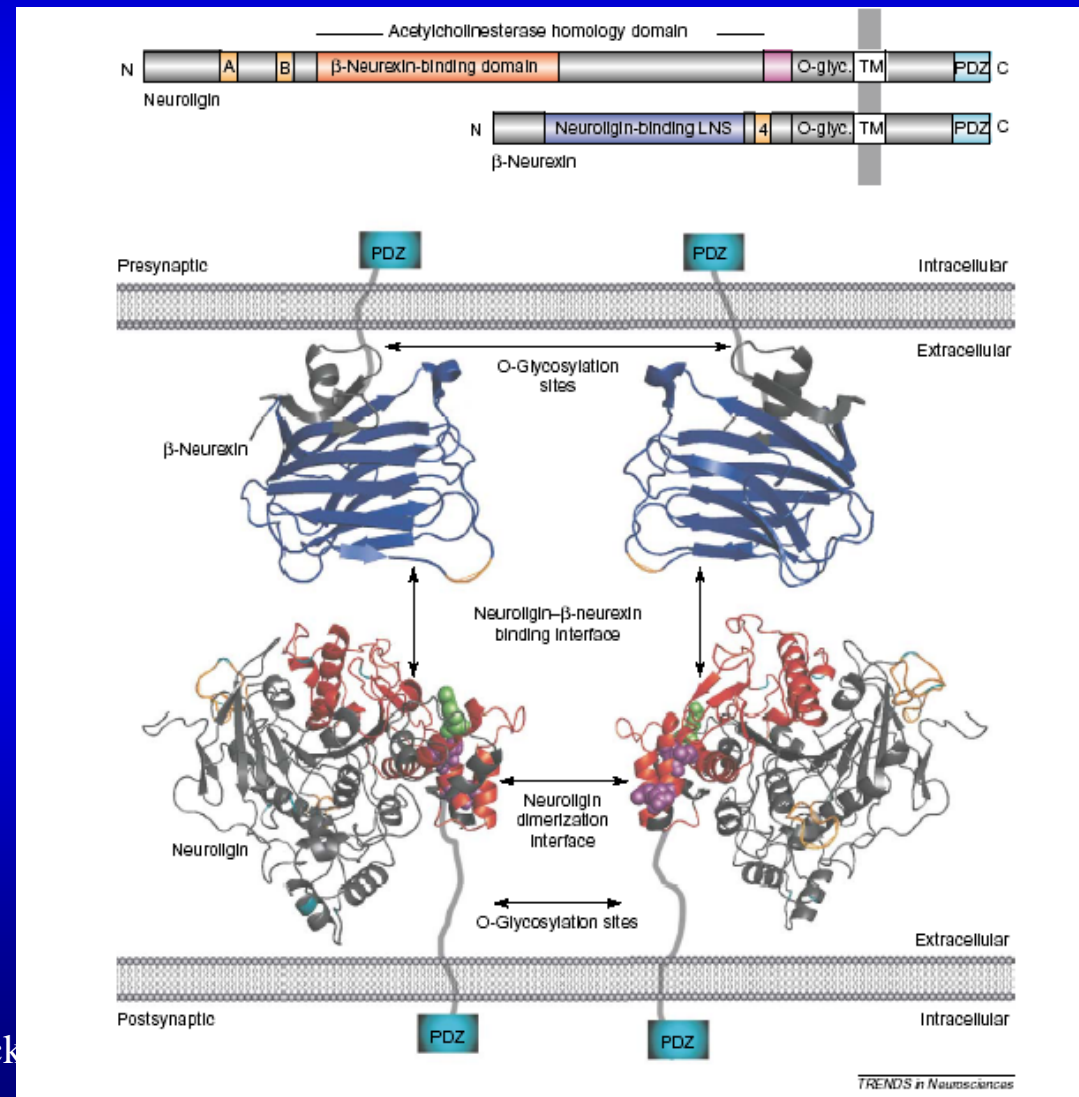 Acetylcholinesterase homology domain
N A B β-Neurexin-binding domain O-glyc. TM PDZ C
Neuroligin
N Neuroligin-binding LNS 4 O-glyc. TM PDZ C
β-Neurexin
PDZ PDZ
Presynaptic Intracellular
Extracellular
O-Glycosylation
sites
β-Neurexin
Neuroligin–β-neurexin
binding interface
Neuroligin
dimerization
interface
Neuroligin
O-Glycosylation sites
Extracellular
Postsynaptic Intracellular
PDZ PDZ
TRENDS in Neurosciences